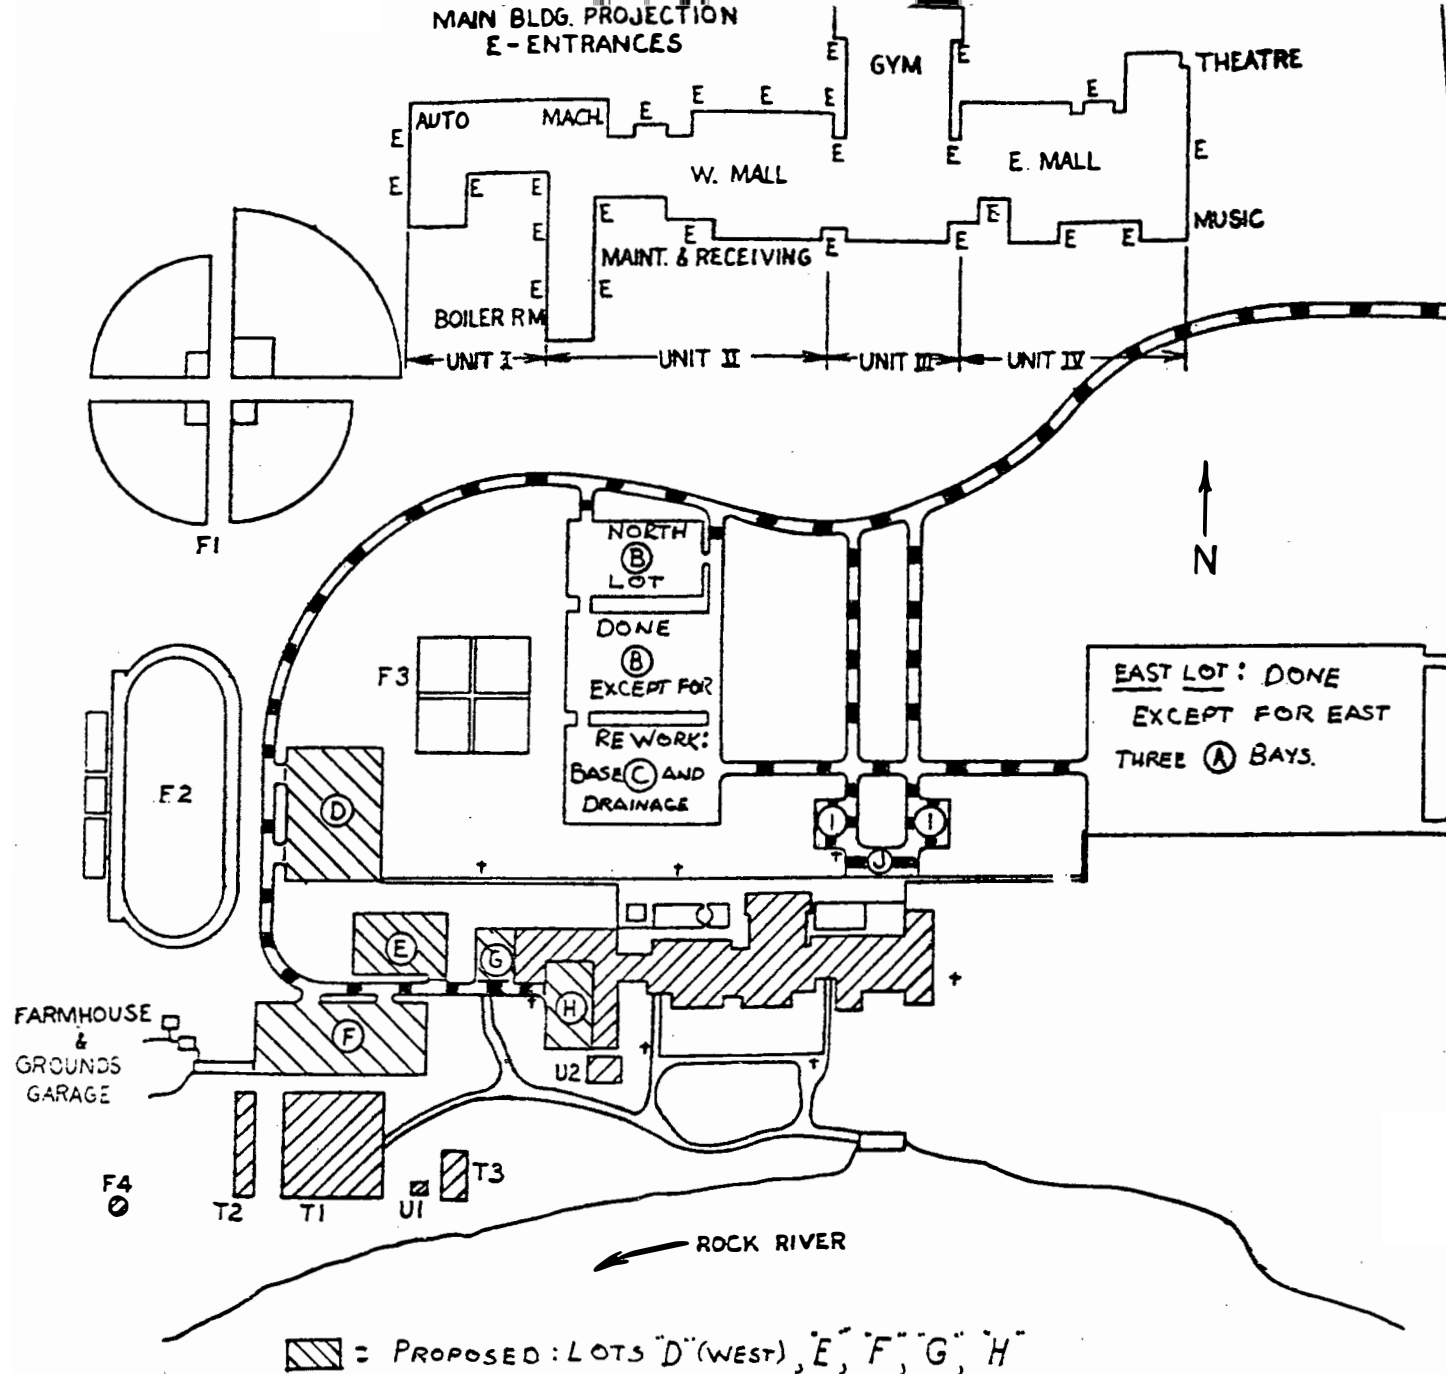 MAIN BLDG. PROJECTION
E-ENTRANCES
E
GYM
E
THEATRE
E
E
E
E
E
AUTO
MACH.
E
E
E
E
E. MALL
E
W. MALL
E
E
E
E
E
MUSIC
E
E
E
E
E
E
MAINT. & RECEIVING
E
E
BOILER RM
UNIT I
UNIT II
UNIT III
UNIT IV
F1
N
NORTH
B
LOT
DONE
B
EXCEPT FOR
REWORK:
BASE C AND
DRAINAGE
F3
EAST LOT: DONE
EXCEPT FOR EAST
THREE A BAYS.
F2
D
I
I
J
E
G
H
F
FARMHOUSE
&
GROUNDS
GARAGE
U2
F4
T2
T1
U1
T3
ROCK RIVER
= PROPOSED: LOTS "D" (WEST), "E", "F", "G", "H"